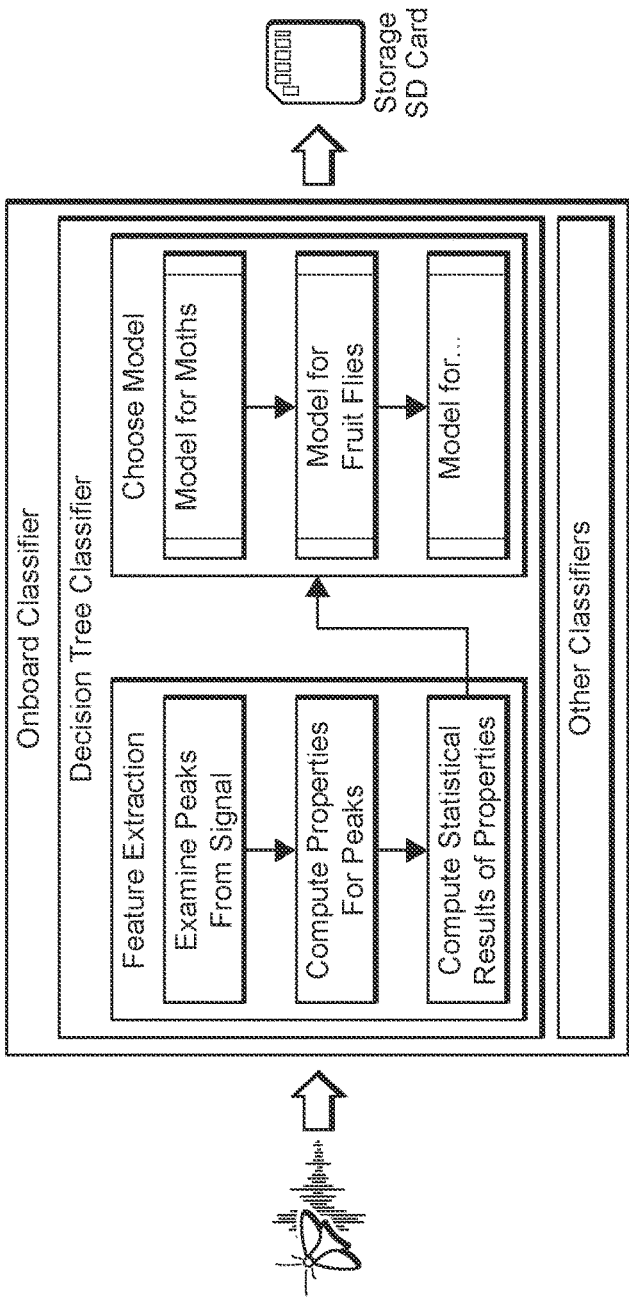 Onboard Classifier
Decision Tree Classifier
Feature Extraction
Examine Peaks
From Signal
Compute Properties
For Peaks
Compute Statistical
Results of Properties
Choose Model
Model for Moths
Model for
Fruit Flies
Model for...
Other Classifiers
Storage
SD Card